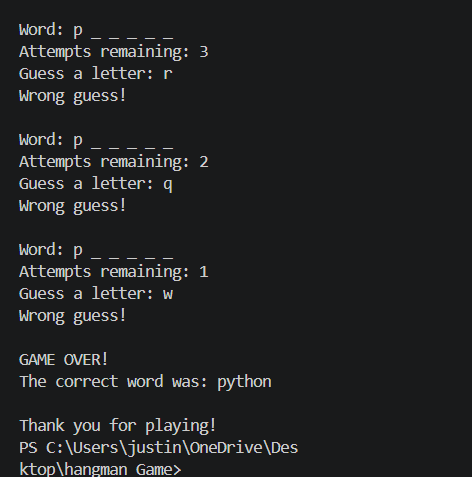 Word: p _ _ _ _ _
Attempts remaining: 3
Guess a letter: r
Wrong guess!

Word: p _ _ _ _ _
Attempts remaining: 2
Guess a letter: q
Wrong guess!

Word: p _ _ _ _ _
Attempts remaining: 1
Guess a letter: w
Wrong guess!

GAME OVER!
The correct word was: python

Thank you for playing!
PS C:\Users\justin\OneDrive\Des
ktop\hangman Game>